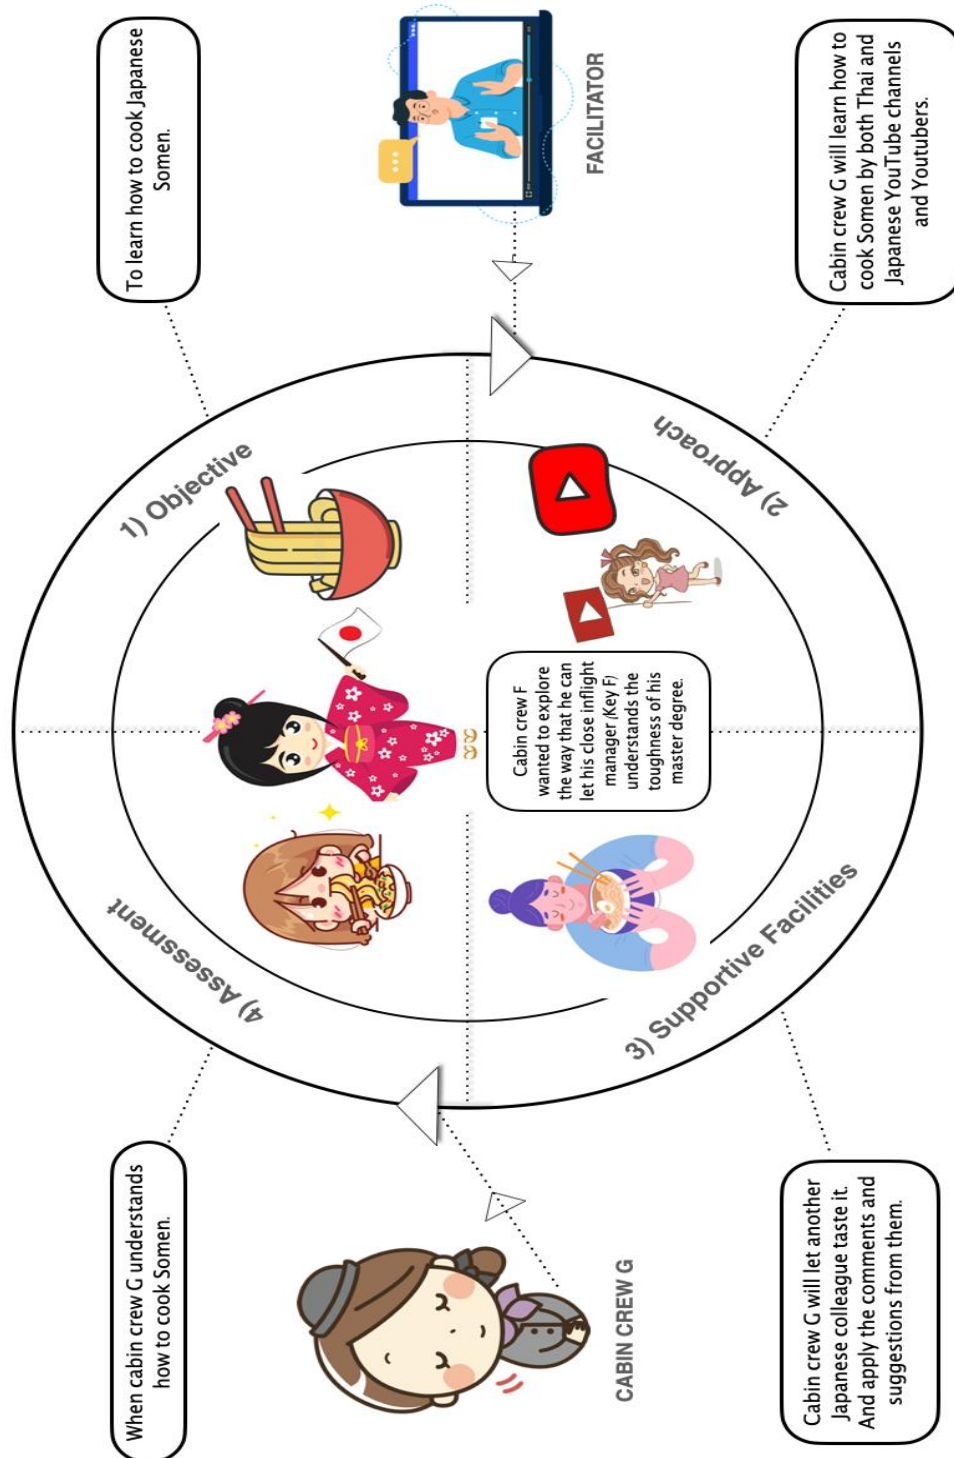 To learn how to cook Japanese
Somen.
FACILITATOR
Cabin crew G will learn how to
cook Somen by both Thai and
Japanese YouTube channels
and Youtubers.
1) Objective
2) Approach
Cabin crew F
wanted to explore
the way that he can
let his close inflight
manager (Key F)
understands the
toughness of his
master degree.
4) Assessment
3) Supportive Facilities
When cabin crew G understands
how to cook Somen.
CABIN CREW G
Cabin crew G will let another
Japanese colleague taste it.
And apply the comments and
suggestions from them.